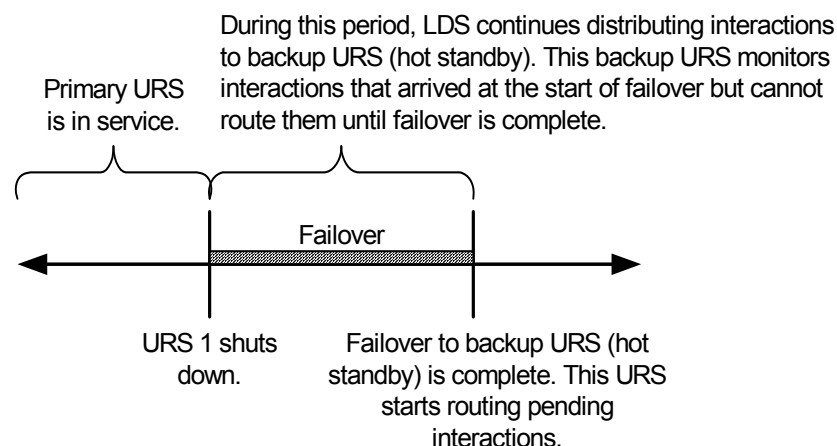 During this period, LDS continues distributing interactions
to backup URS (hot standby). This backup URS monitors
interactions that arrived at the start of failover but cannot
route them until failover is complete.
Primary URS
is in service.
Failover
URS 1 shuts
down.
Failover to backup URS (hot
standby) is complete. This URS
starts routing pending
interactions.